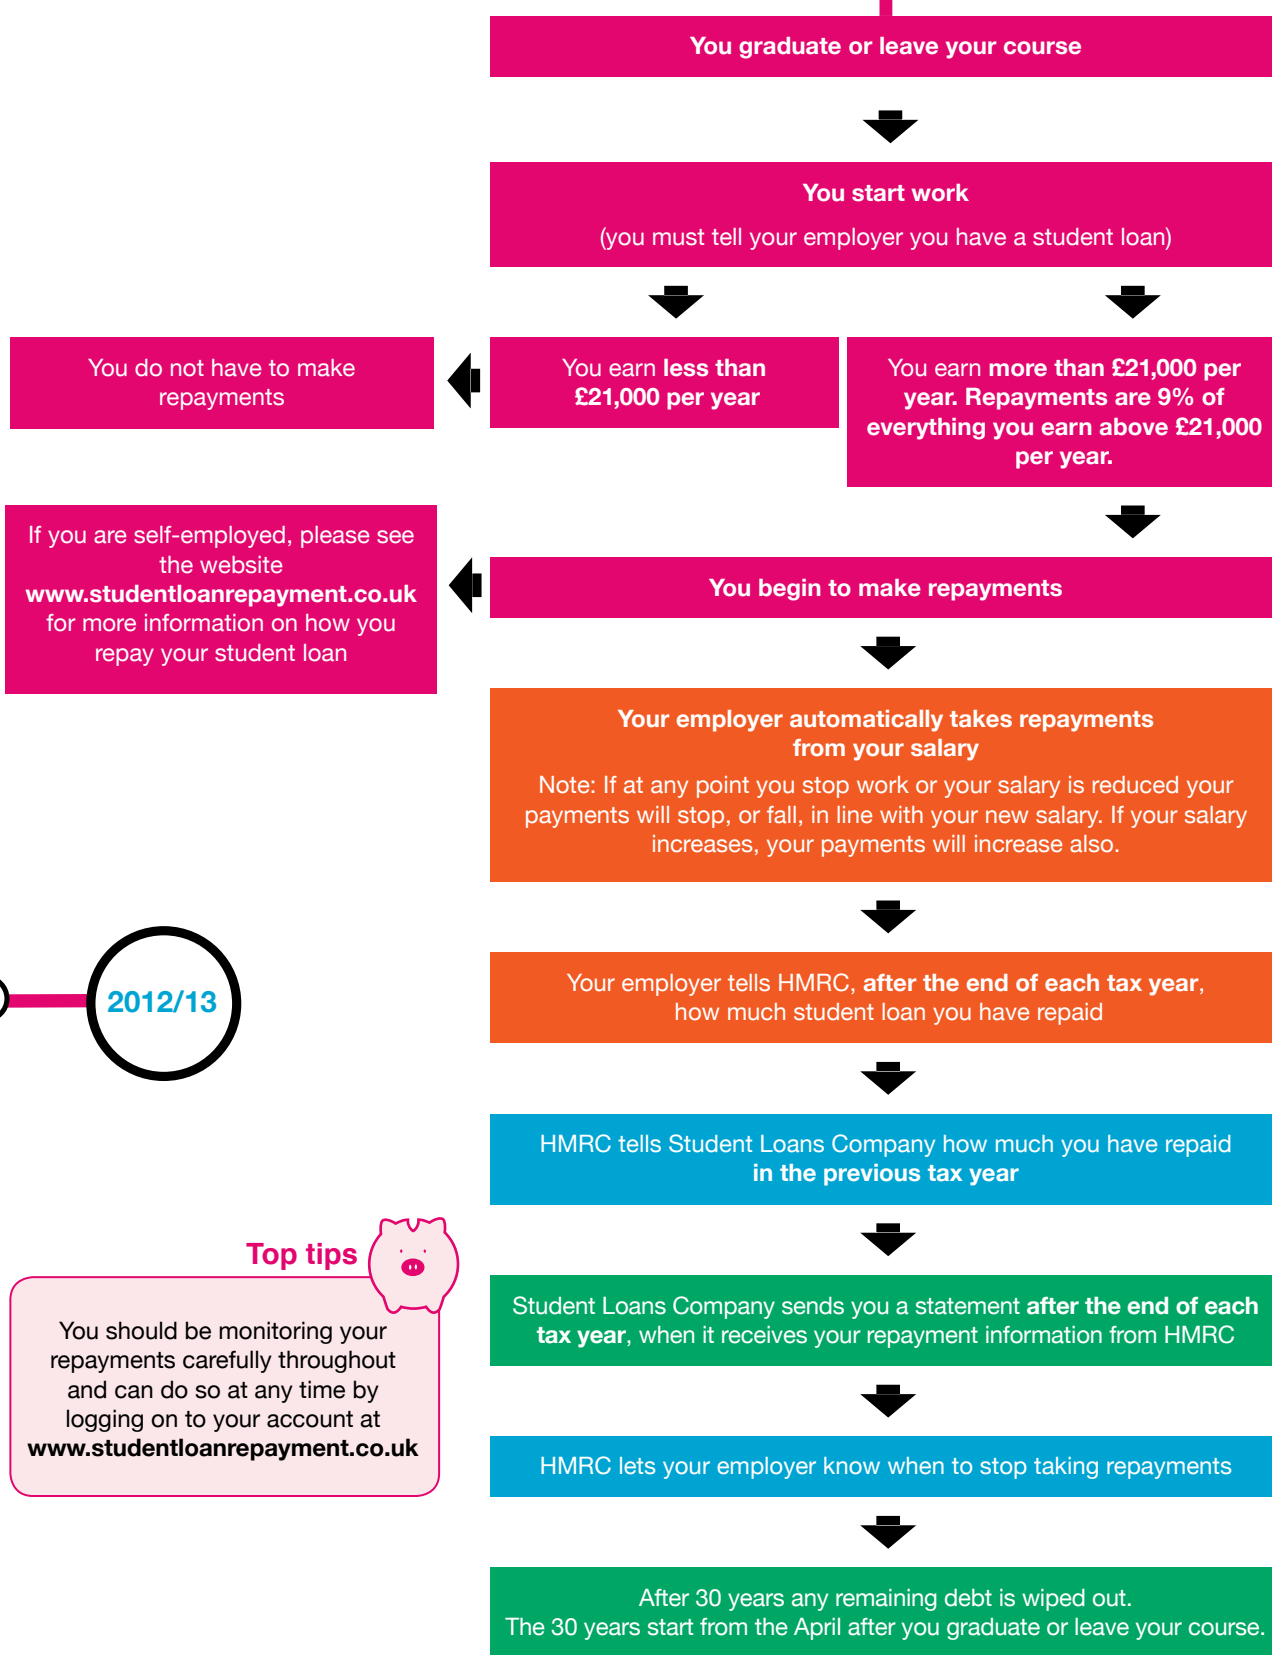 You graduate or leave your course
You start work
(you must tell your employer you have a student loan)
You do not have to make
repayments
You earn less than
£21,000 per year
You earn more than £21,000 per
year. Repayments are 9% of
everything you earn above £21,000
per year.
If you are self-employed, please see
the website
www.studentloanrepayment.co.uk
for more information on how you
repay your student loan
You begin to make repayments
Your employer automatically takes repayments
from your salary
Note: If at any point you stop work or your salary is reduced your
payments will stop, or fall, in line with your new salary. If your salary
increases, your payments will increase also.
2012/13
Your employer tells HMRC, after the end of each tax year,
how much student loan you have repaid
HMRC tells Student Loans Company how much you have repaid
in the previous tax year
Top tips
You should be monitoring your
repayments carefully throughout
and can do so at any time by
logging on to your account at
www.studentloanrepayment.co.uk
Student Loans Company sends you a statement after the end of each
tax year, when it receives your repayment information from HMRC
HMRC lets your employer know when to stop taking repayments
After 30 years any remaining debt is wiped out.
The 30 years start from the April after you graduate or leave your course.